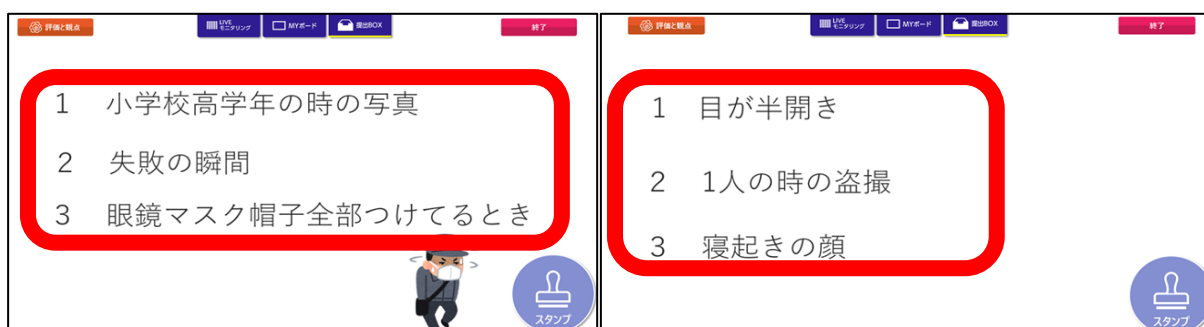 評価と観点
LIVE モニタリング
MYボード
提出BOX
終了
1 小学校高学年の時の写真
2 失敗の瞬間
3 眼鏡マスク帽子全部つけてるとき
スタンプ
評価と観点
LIVE モニタリング
MYボード
提出BOX
終了
1 目が半開き
2 1人の時の盗撮
3 寝起きの顔
スタンプ